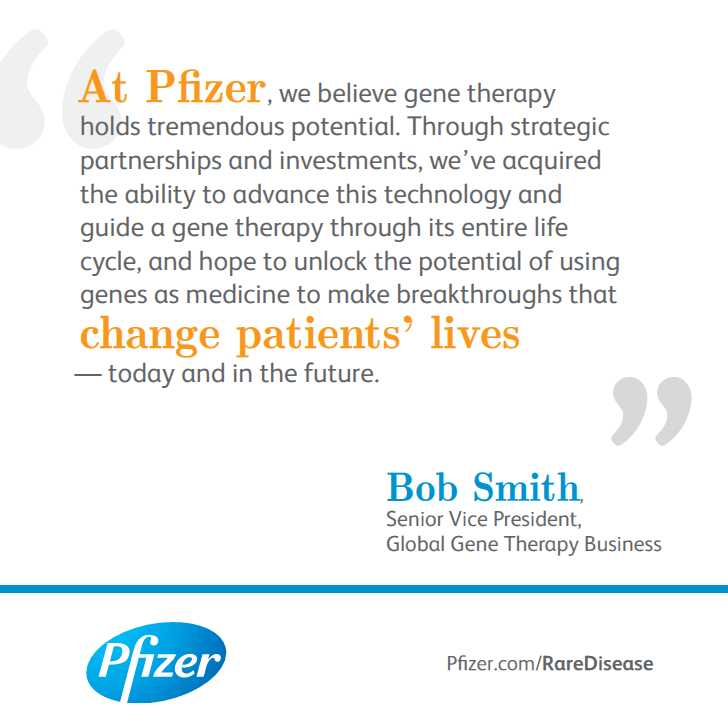 “
At Pfizer, we believe gene therapy
holds tremendous potential. Through strategic
partnerships and investments, we’ve acquired
the ability to advance this technology and
guide a gene therapy through its entire life
cycle, and hope to unlock the potential of using
genes as medicine to make breakthroughs that
change patients’ lives
— today and in the future.
”
Bob Smith,
Senior Vice President,
Global Gene Therapy Business
Pfizer
Pfizer.com/RareDisease